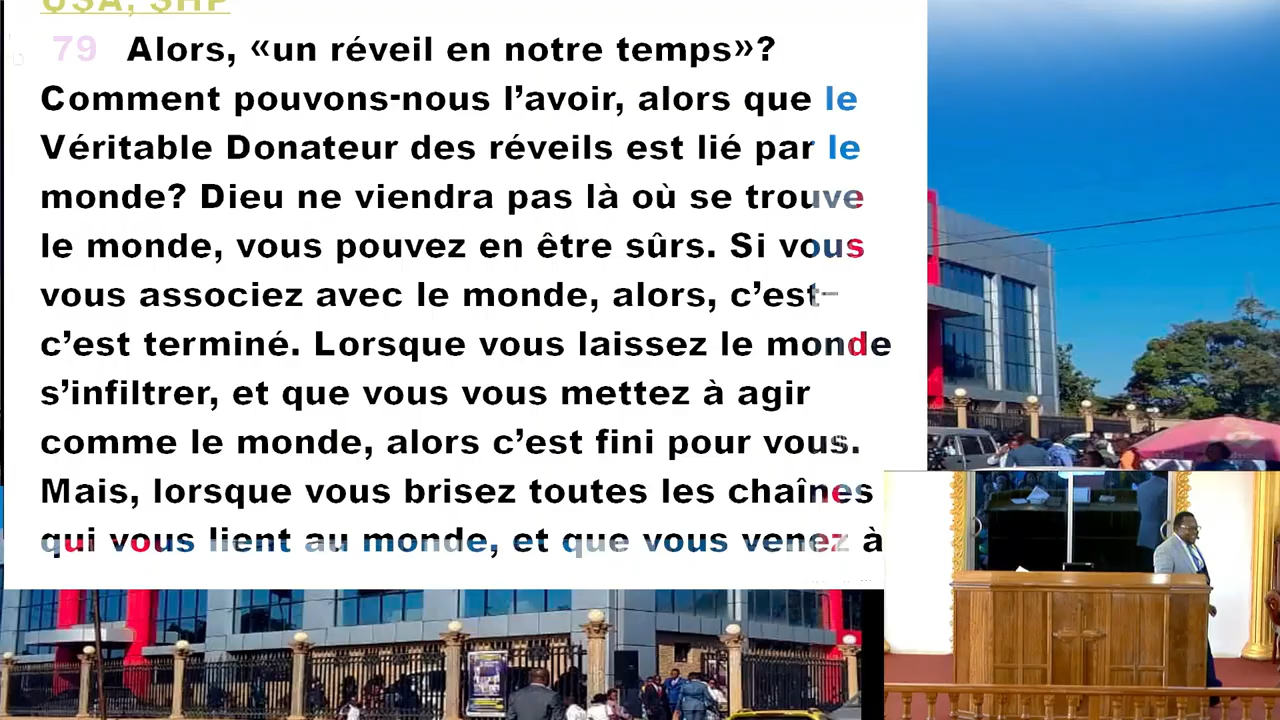 USA, SHP
79 Alors, «un réveil en notre temps»?
Comment pouvons-nous l’avoir, alors que le
Véritable Donateur des réveils est lié par le
monde? Dieu ne viendra pas là où se trouve
le monde, vous pouvez en être sûrs. Si vous
vous associez avec le monde, alors, c’est–
c’est terminé. Lorsque vous laissez le monde
s’infiltrer, et que vous vous mettez à agir
comme le monde, alors c’est fini pour vous.
Mais, lorsque vous brisez toutes les chaînes
qui vous lient au monde, et que vous venez à